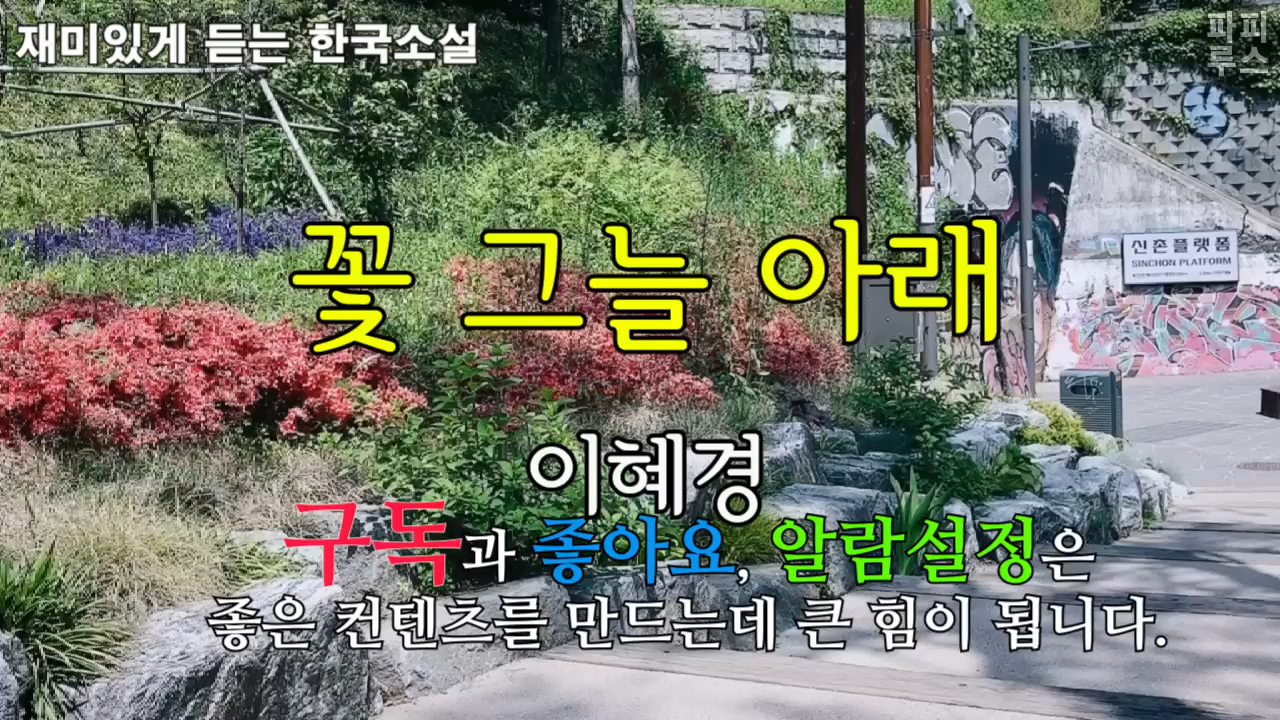 재미있게 듣는 한국소설
파피
루스
꽃 그늘 아래
신촌플랫폼
SINCHON PLATFORM
이혜경
구독과 좋아요, 알람설정은
좋은 컨텐츠를 만드는데 큰 힘이 됩니다.